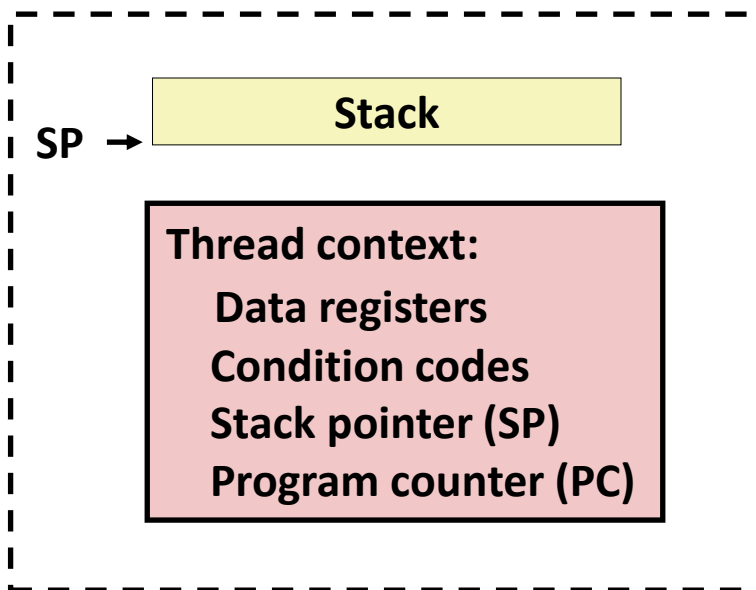 Stack
SP
Thread context:
Data registers
Condition codes
Stack pointer (SP)
Program counter (PC)